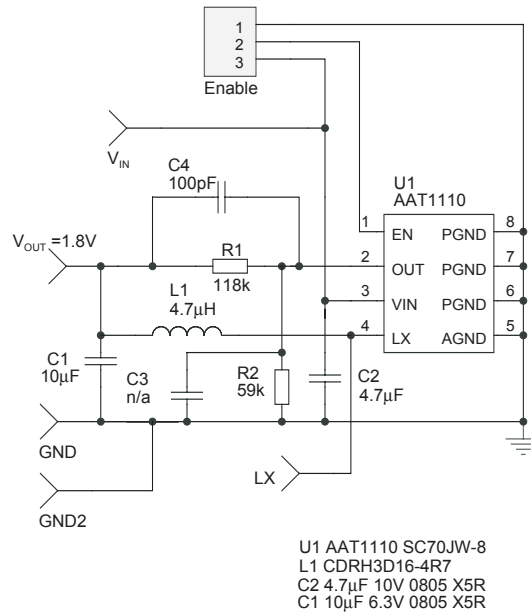 1
2
3
Enable
V_IN
C4
100pF
U1
AAT1110
V_OUT =1.8V
R1
118k
1 EN PGND 8
2 OUT PGND 7
3 VIN PGND 6
4 LX AGND 5
L1
4.7μH
C1
10μF
C3
n/a
R2
59k
C2
4.7μF
GND
LX
GND2
U1 AAT1110 SC70JW-8
L1 CDRH3D16-4R7
C2 4.7μF 10V 0805 X5R
C1 10μF 6.3V 0805 X5R